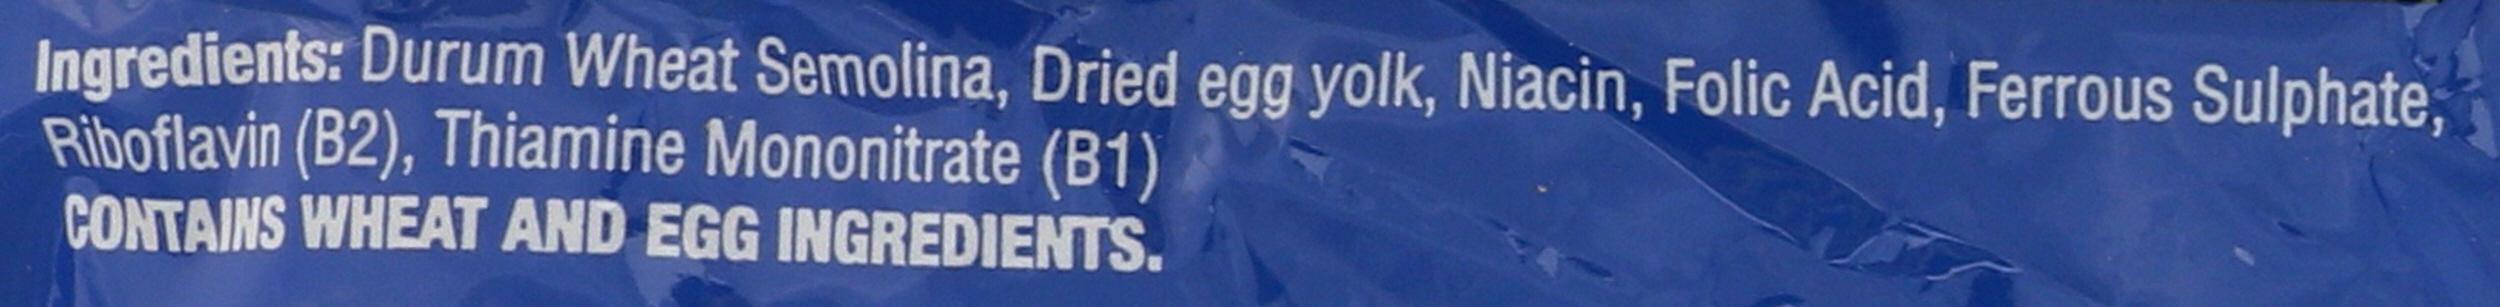 Ingredients: Durum Wheat Semolina, Dried egg yolk, Niacin, Folic Acid, Ferrous Sulphate,
Riboflavin (B2), Thiamine Mononitrate (B1)
CONTAINS WHEAT AND EGG INGREDIENTS.